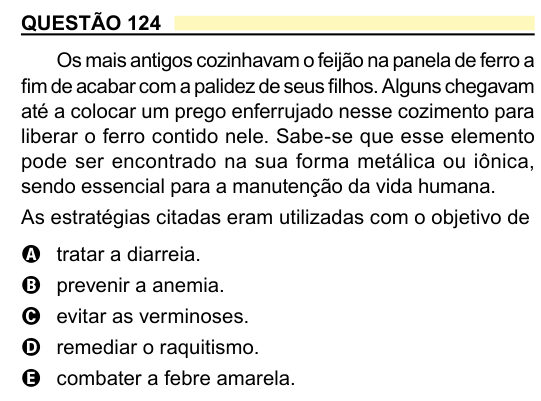 QUESTÃO 124
Os mais antigos cozinhavam o feijão na panela de ferro a
fim de acabar com a palidez de seus filhos. Alguns chegavam
até a colocar um prego enferrujado nesse cozimento para
liberar o ferro contido nele. Sabe-se que esse elemento
pode ser encontrado na sua forma metálica ou iônica,
sendo essencial para a manutenção da vida humana.
As estratégias citadas eram utilizadas com o objetivo de
A tratar a diarreia.
B prevenir a anemia.
C evitar as verminoses.
D remediar o raquitismo.
E combater a febre amarela.